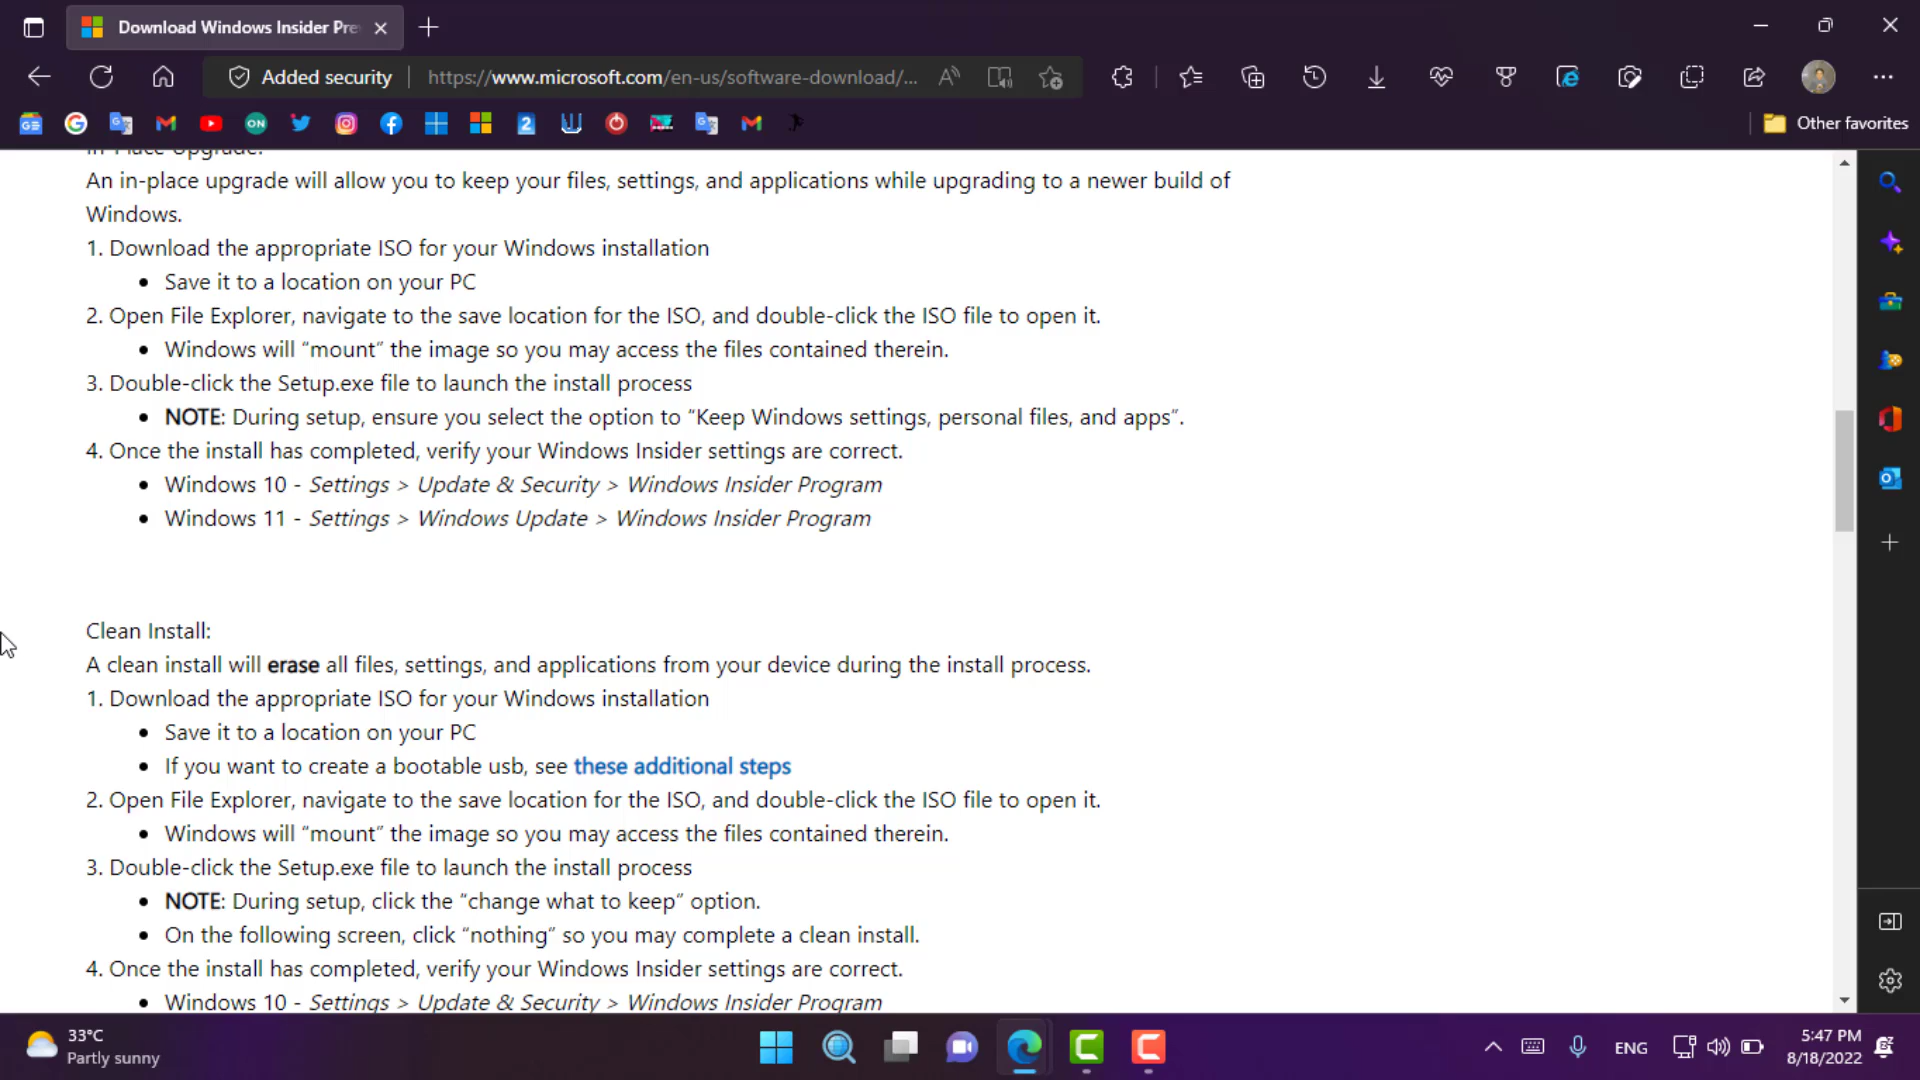 Download Windows Insider Pre
Added security
https://www.microsoft.com/en-us/software-download/...
Other favorites
In-Place Upgrade:
An in-place upgrade will allow you to keep your files, settings, and applications while upgrading to a newer build of
Windows.
1. Download the appropriate ISO for your Windows installation
• Save it to a location on your PC
2. Open File Explorer, navigate to the save location for the ISO, and double-click the ISO file to open it.
• Windows will “mount” the image so you may access the files contained therein.
3. Double-click the Setup.exe file to launch the install process
• NOTE: During setup, ensure you select the option to “Keep Windows settings, personal files, and apps”.
4. Once the install has completed, verify your Windows Insider settings are correct.
• Windows 10 - Settings > Update & Security > Windows Insider Program
• Windows 11 - Settings > Windows Update > Windows Insider Program
Clean Install:
A clean install will erase all files, settings, and applications from your device during the install process.
1. Download the appropriate ISO for your Windows installation
• Save it to a location on your PC
• If you want to create a bootable usb, see these additional steps
2. Open File Explorer, navigate to the save location for the ISO, and double-click the ISO file to open it.
• Windows will “mount” the image so you may access the files contained therein.
3. Double-click the Setup.exe file to launch the install process
• NOTE: During setup, click the “change what to keep” option.
• On the following screen, click “nothing” so you may complete a clean install.
4. Once the install has completed, verify your Windows Insider settings are correct.
• Windows 10 - Settings > Update & Security > Windows Insider Program
33°C
Partly sunny
ENG
5:47 PM
8/18/2022